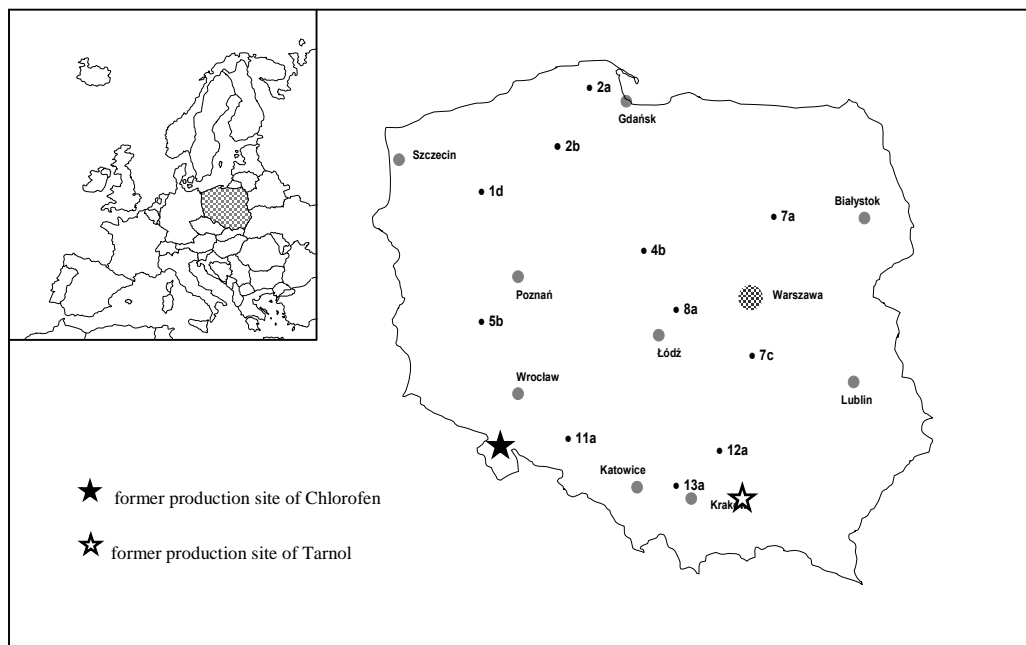 2a
Gdańsk
2b
Szczecin
1d
Białystok
7a
4b
Poznań
Warszawa
8a
5b
Łódź
7c
Wrocław
Lublin
11a
12a
Katowice
13a
former production site of Chlorofen
former production site of Tarnol